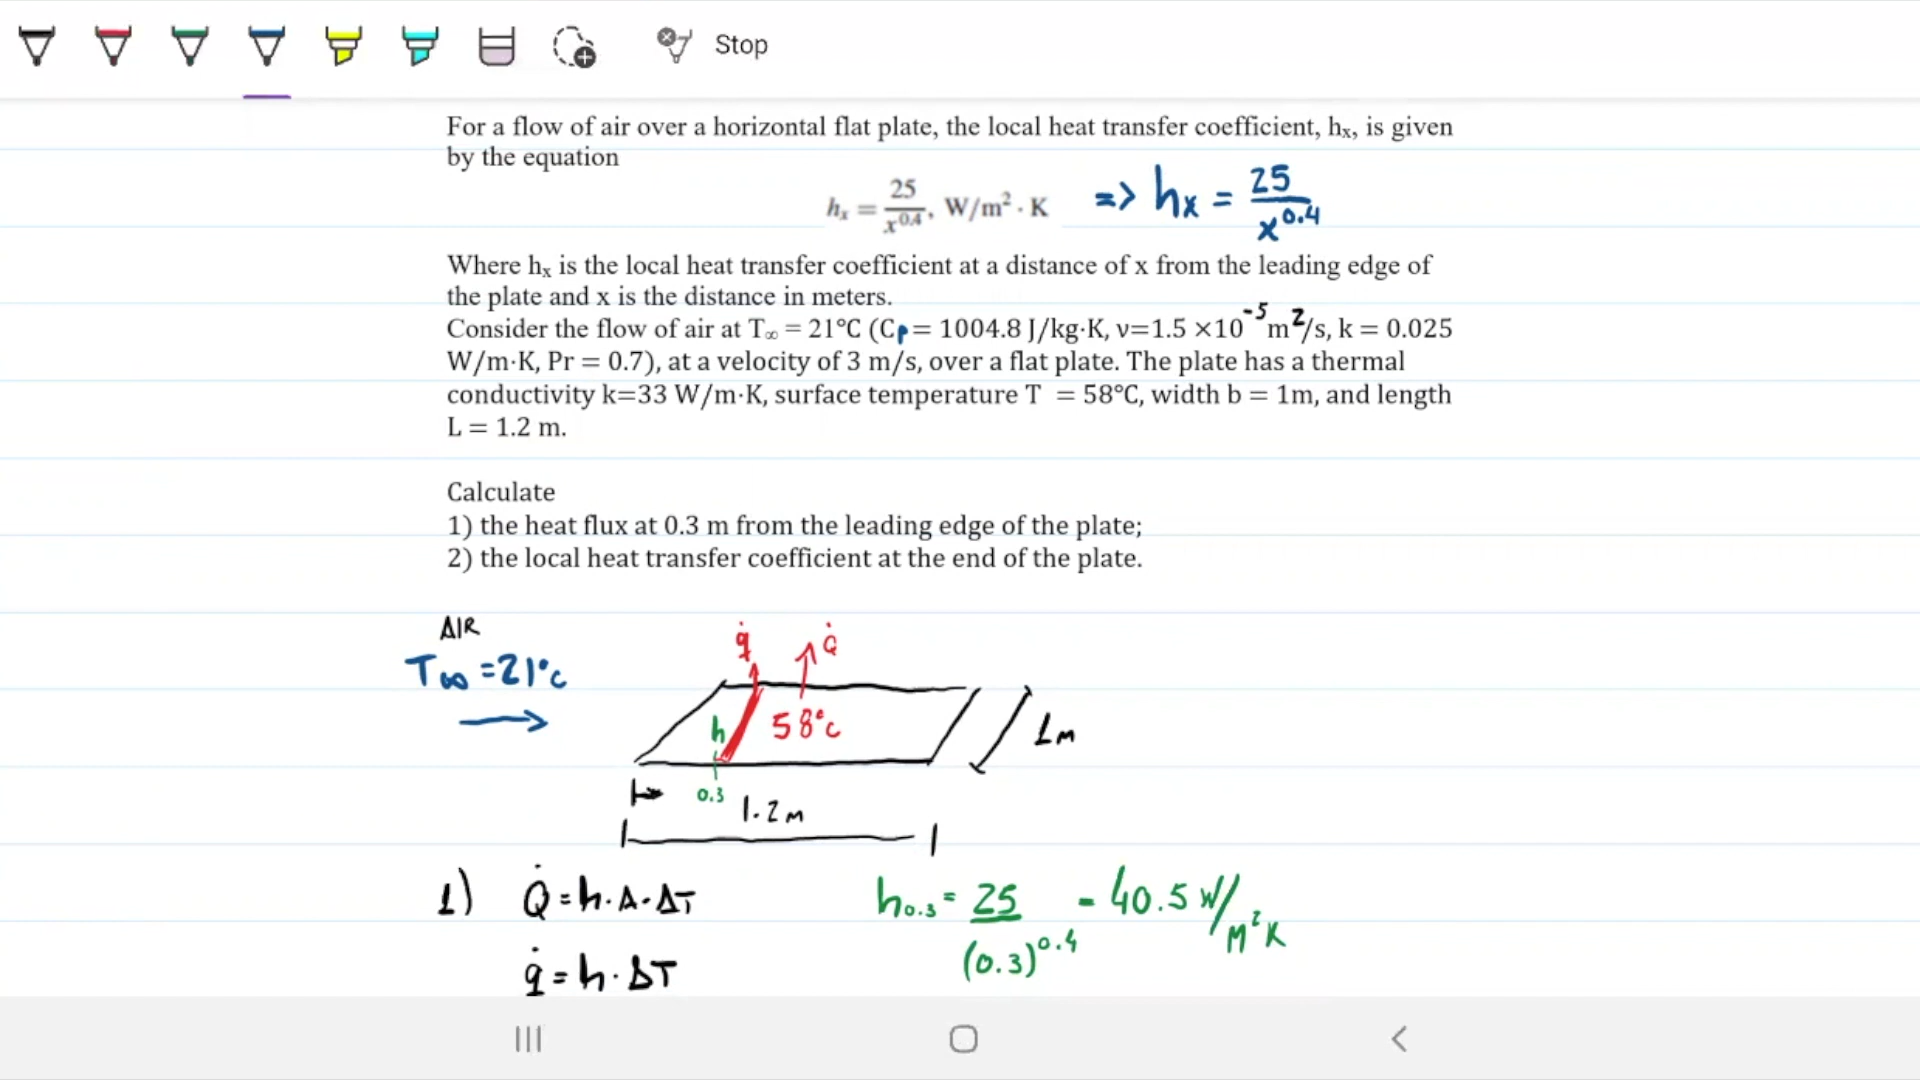 Stop
For a flow of air over a horizontal flat plate, the local heat transfer coefficient, hₓ, is given
by the equation
hₓ = 25/x^0.4, W/m² · K => hx = 25/x^0.4
Where hₓ is the local heat transfer coefficient at a distance of x from the leading edge of
the plate and x is the distance in meters.
Consider the flow of air at T∞ = 21°C (Cp = 1004.8 J/kg·K, ν=1.5 ×10^-5 m²/s, k = 0.025
W/m·K, Pr = 0.7), at a velocity of 3 m/s, over a flat plate. The plate has a thermal
conductivity k=33 W/m·K, surface temperature T = 58°C, width b = 1m, and length
L = 1.2 m.
Calculate
1) the heat flux at 0.3 m from the leading edge of the plate;
2) the local heat transfer coefficient at the end of the plate.
AIR
T∞ =21°c
q̇ Q̇
h 58°c
1m
0.3
1.2m
1) Q̇ =h·A·ΔT h0.3 = 25/(0.3)^0.4 = 40.5 W/m²K
q̇ = h·ΔT